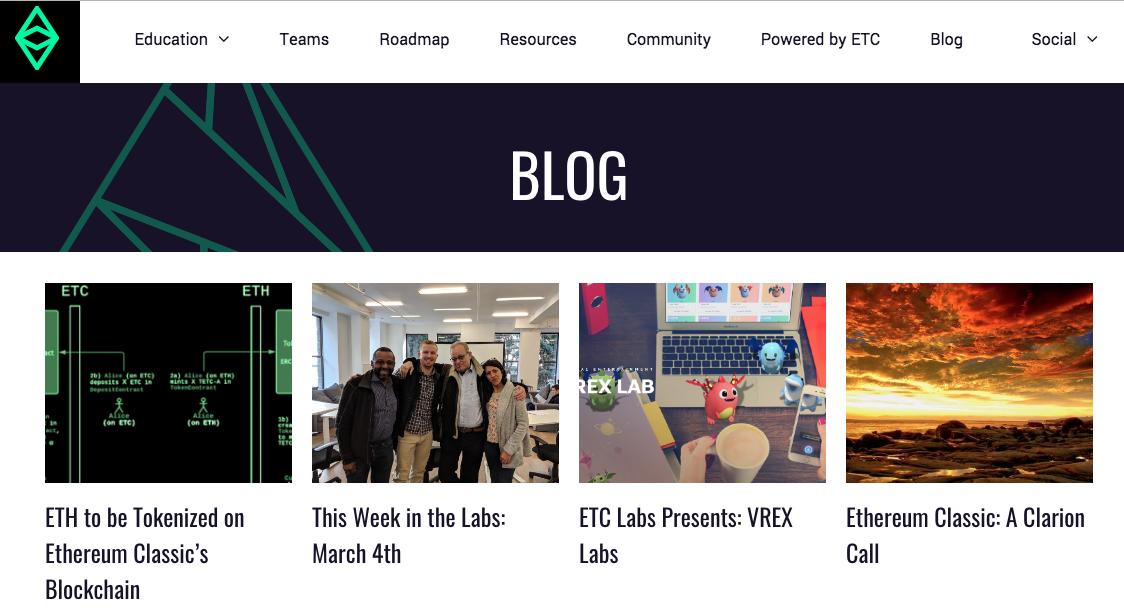 Education
Teams
Roadmap
Resources
Community
Powered by ETC
Blog
Social
BLOG
ETC
ETH
2b) Alice (on ETC)
deposits X ETC in
DepositContract
2a) Alice (on ETH)
mints X TETC-A in
TokenContract
Alice
(on ETC)
Alice
(on ETH)
REX LAB
ETH to be Tokenized on
Ethereum Classic's
Blockchain
This Week in the Labs:
March 4th
ETC Labs Presents: VREX
Labs
Ethereum Classic: A Clarion
Call